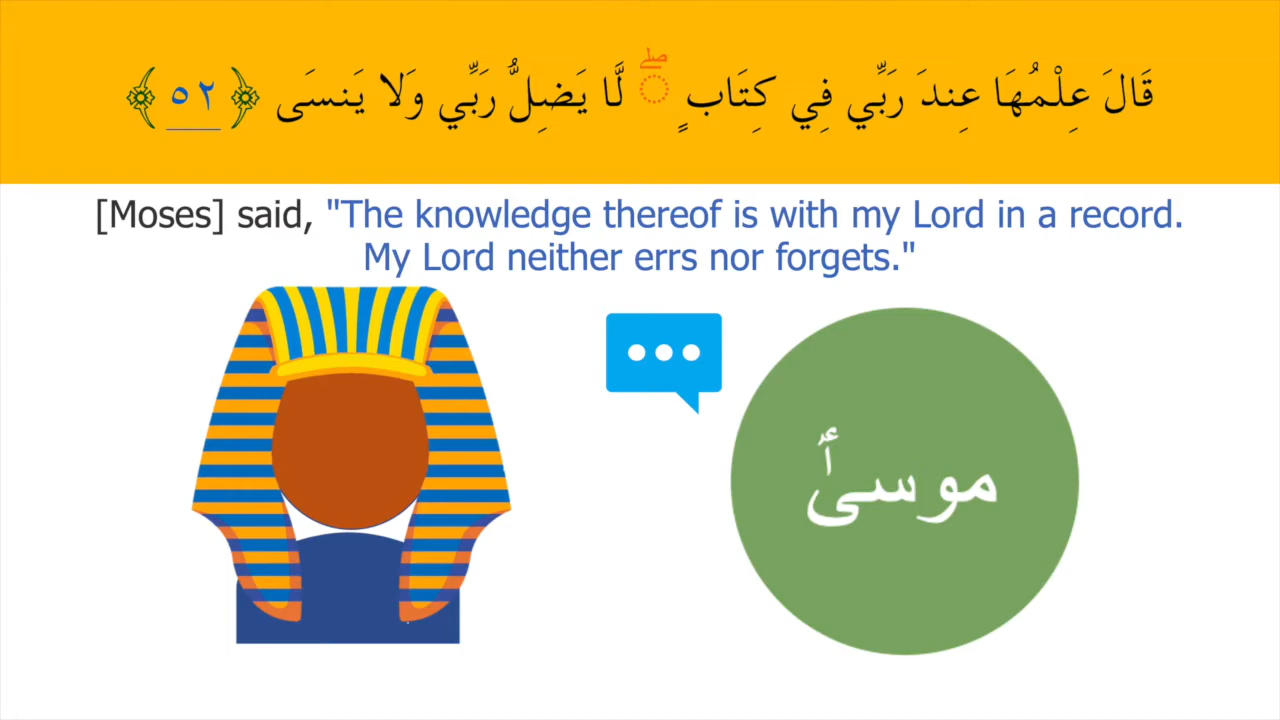 قَالَ عِلْمُهَا عِندَ رَبِّي فِي كِتَابٍ ۖ لَّا يَضِلُّ رَبِّي وَلَا يَنسَى ﴿٥٢﴾
[Moses] said, "The knowledge thereof is with my Lord in a record.
My Lord neither errs nor forgets."
موسىٰ ؑ